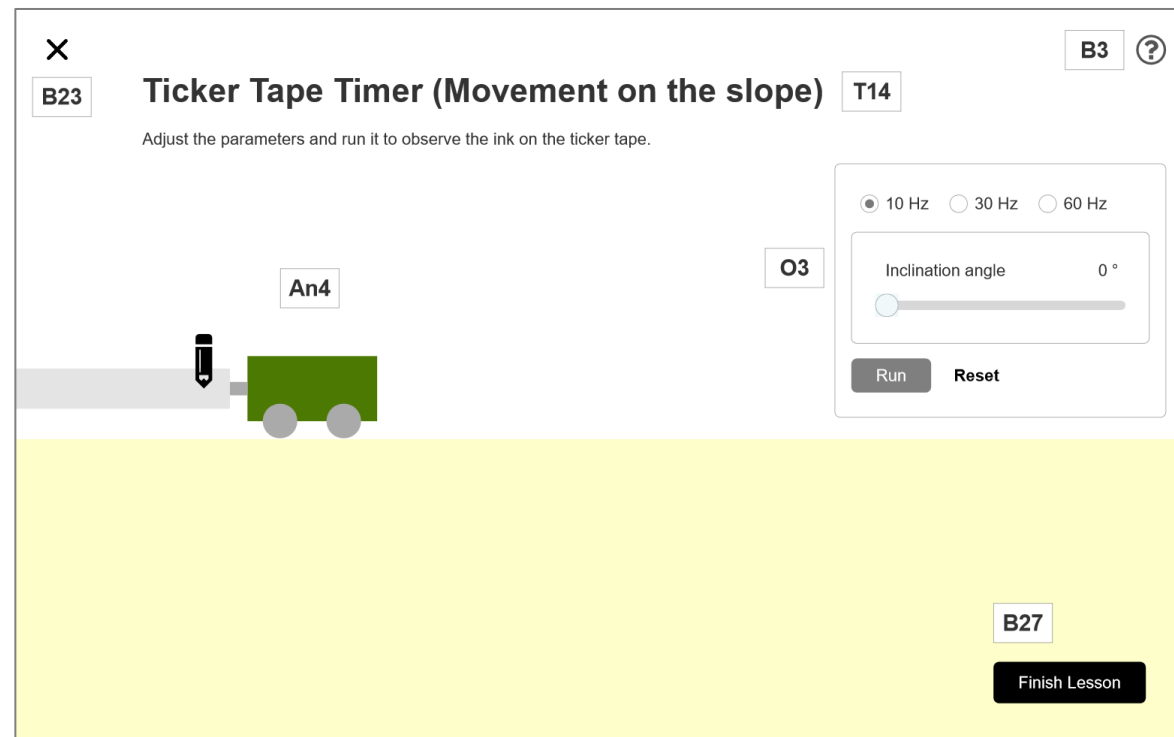 B3
?
B23
Ticker Tape Timer (Movement on the slope)
T14
Adjust the parameters and run it to observe the ink on the ticker tape.
10 Hz 30 Hz 60 Hz
O3
Inclination angle 0 °
An4
Run Reset
B27
Finish Lesson